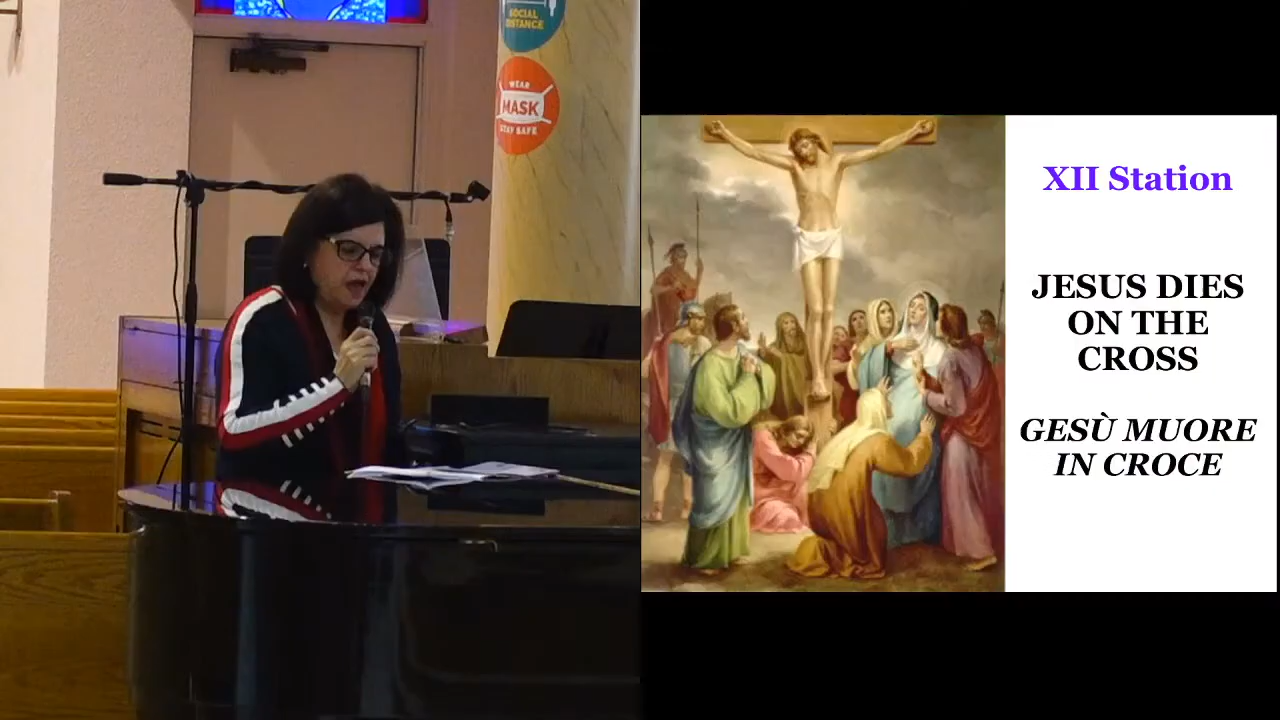 SOCIAL
DISTANCE
WEAR
MASK
STAY SAFE
XII Station
JESUS DIES
ON THE
CROSS
GESÙ MUORE
IN CROCE